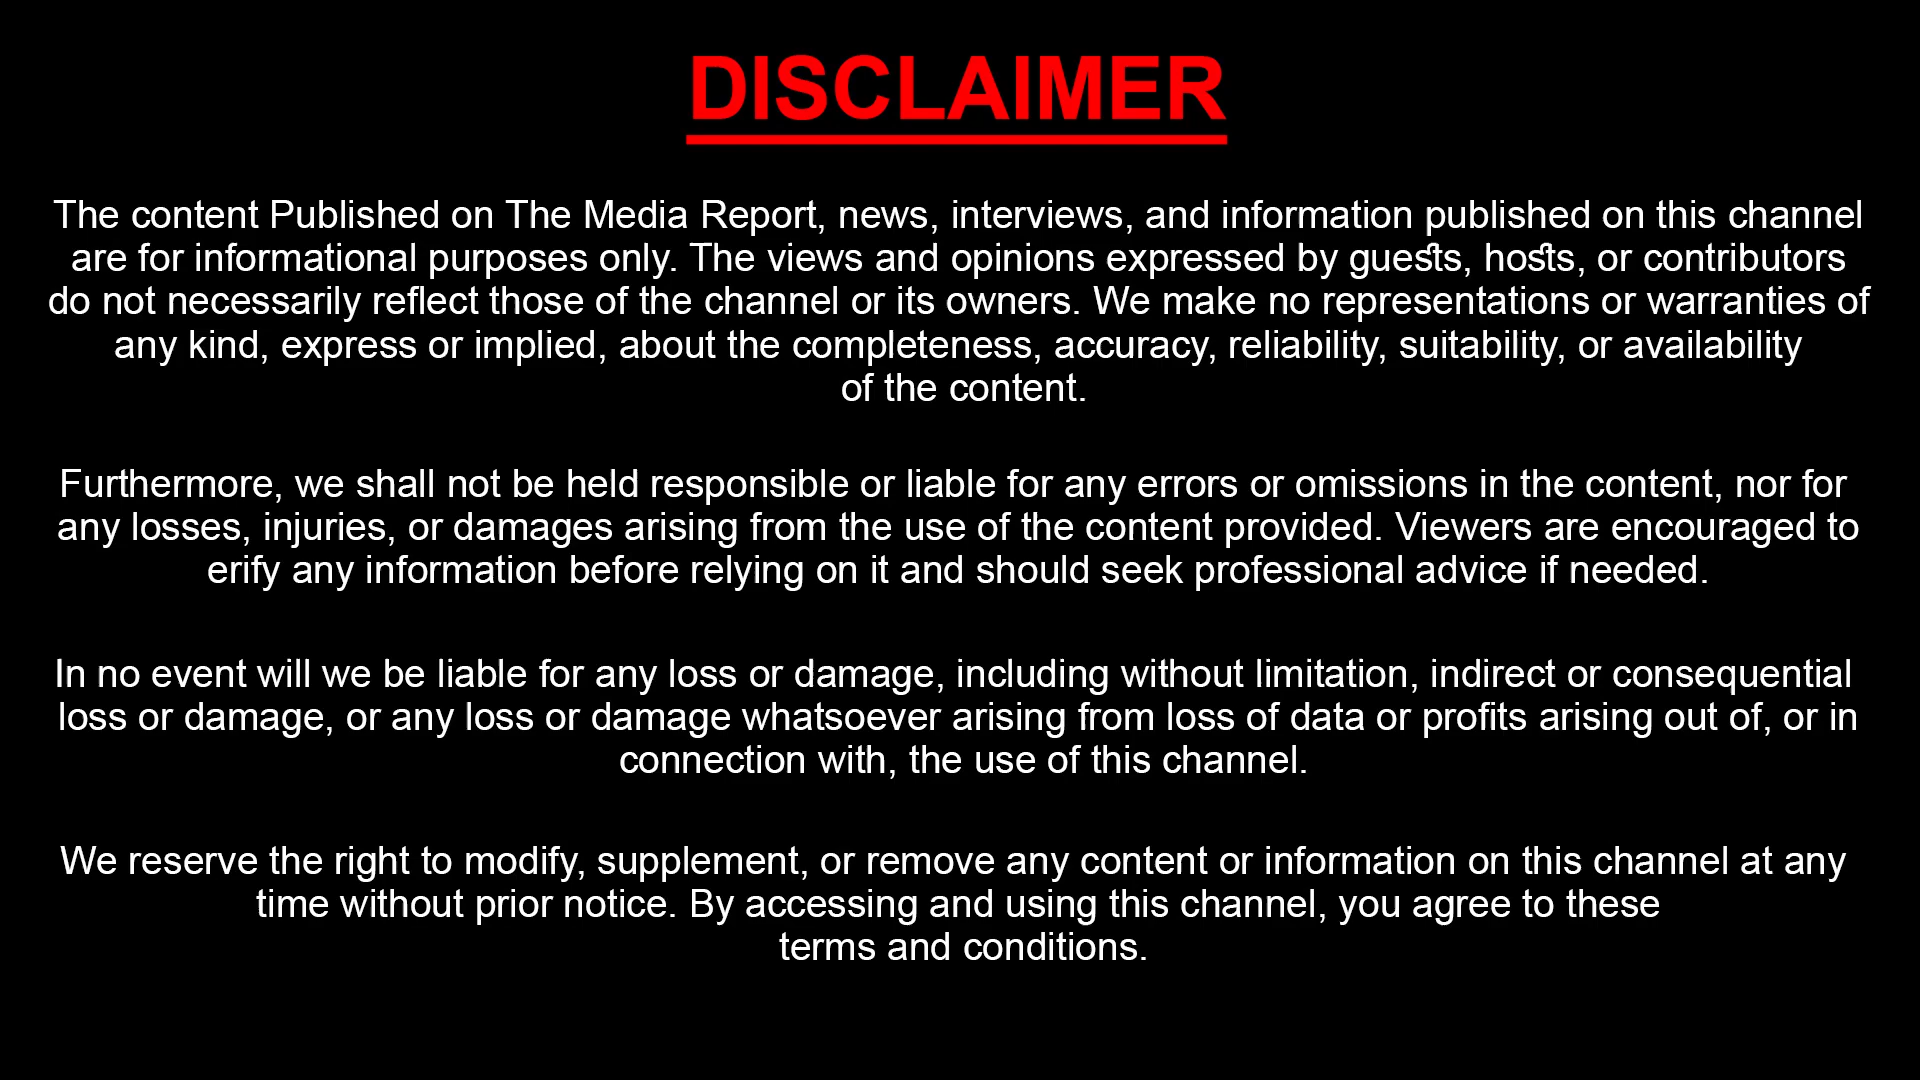 DISCLAIMER
The content Published on The Media Report, news, interviews, and information published on this channel
are for informational purposes only. The views and opinions expressed by guests, hosts, or contributors
do not necessarily reflect those of the channel or its owners. We make no representations or warranties of
any kind, express or implied, about the completeness, accuracy, reliability, suitability, or availability
of the content.
Furthermore, we shall not be held responsible or liable for any errors or omissions in the content, nor for
any losses, injuries, or damages arising from the use of the content provided. Viewers are encouraged to
erify any information before relying on it and should seek professional advice if needed.
In no event will we be liable for any loss or damage, including without limitation, indirect or consequential
loss or damage, or any loss or damage whatsoever arising from loss of data or profits arising out of, or in
connection with, the use of this channel.
We reserve the right to modify, supplement, or remove any content or information on this channel at any
time without prior notice. By accessing and using this channel, you agree to these
terms and conditions.